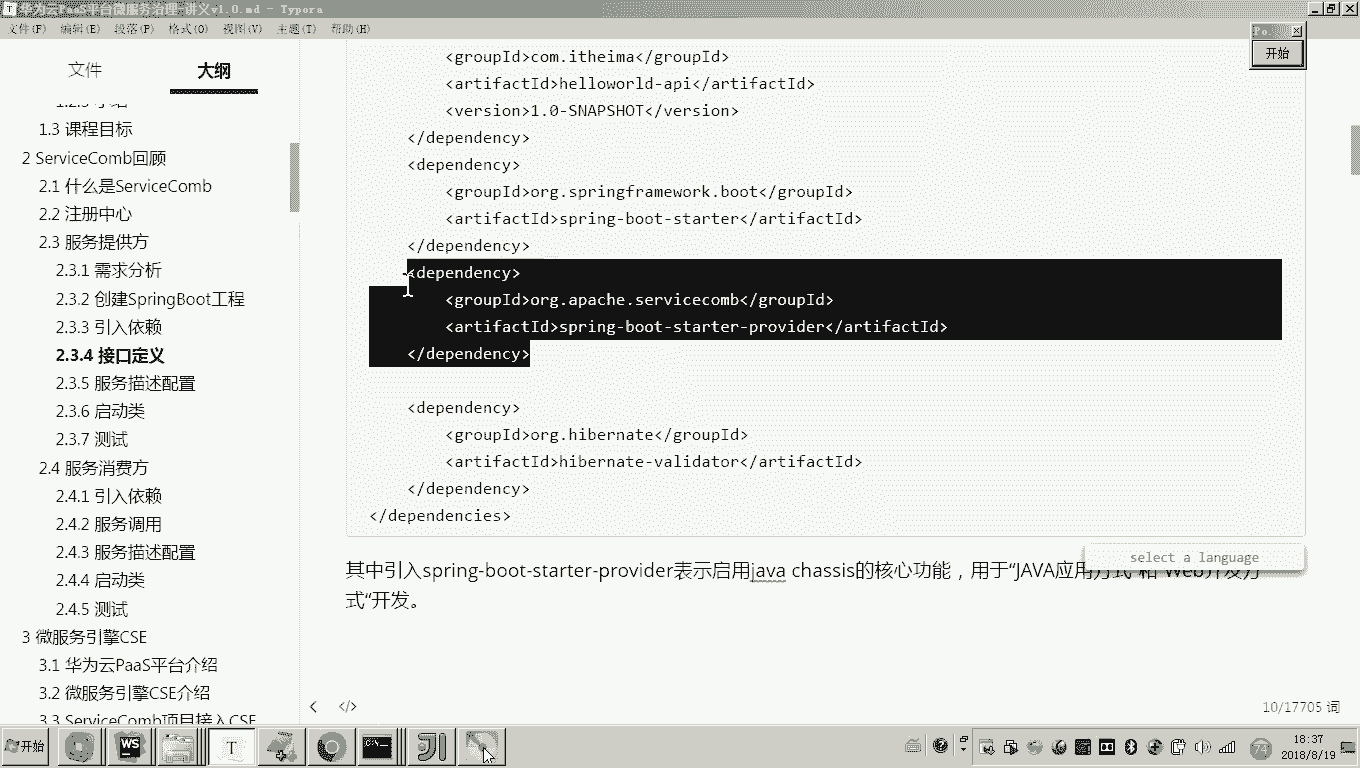 华为云PaaS平台微服务治理-讲义v1.0.md - Typora
文件(F) 编辑(E) 段落(P) 格式(O) 视图(V) 主题(T) 帮助(H)
Po.
开始
文件 大纲
1.3 课程目标
2 ServiceComb回顾
2.1 什么是ServiceComb
2.2 注册中心
2.3 服务提供方
2.3.1 需求分析
2.3.2 创建SpringBoot工程
2.3.3 引入依赖
2.3.4 接口定义
2.3.5 服务描述配置
2.3.6 启动类
2.3.7 测试
2.4 服务消费方
2.4.1 引入依赖
2.4.2 服务调用
2.4.3 服务描述配置
2.4.4 启动类
2.4.5 测试
3 微服务引擎CSE
3.1 华为云PaaS平台介绍
3.2 微服务引擎CSE介绍
3.3 ServiceComb项目接入CSE
<groupId>com.itheima</groupId>
<artifactId>helloworld-api</artifactId>
<version>1.0-SNAPSHOT</version>
</dependency>
<dependency>
<groupId>org.springframework.boot</groupId>
<artifactId>spring-boot-starter</artifactId>
</dependency>
<dependency>
<groupId>org.apache.servicecomb</groupId>
<artifactId>spring-boot-starter-provider</artifactId>
</dependency>
<dependency>
<groupId>org.hibernate</groupId>
<artifactId>hibernate-validator</artifactId>
</dependency>
</dependencies>
select a language
其中引入spring-boot-starter-provider表示启用java chassis的核心功能，用于“JAVA应用方式”和“Web开发方
式“开发。
</>
10/17705 词
开始
WS
T
C:\
74
18:37
2018/8/19